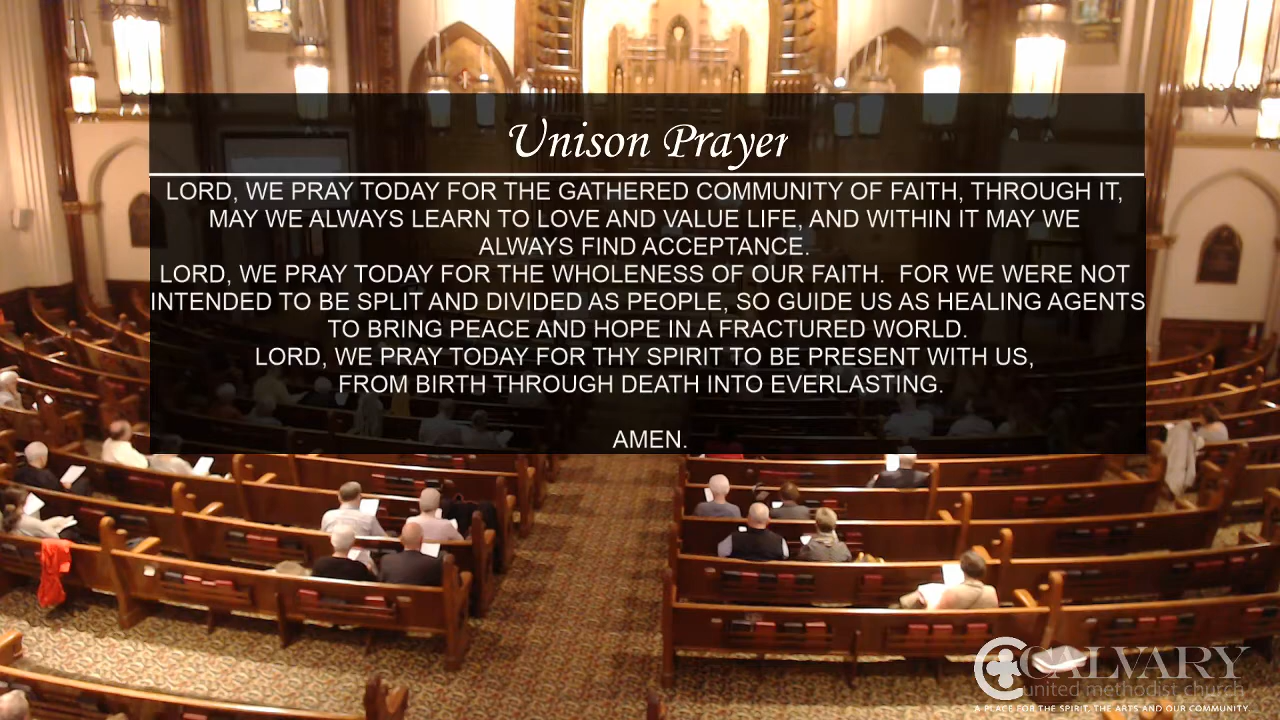 Unison Prayer
LORD, WE PRAY TODAY FOR THE GATHERED COMMUNITY OF FAITH, THROUGH IT,
MAY WE ALWAYS LEARN TO LOVE AND VALUE LIFE, AND WITHIN IT MAY WE
ALWAYS FIND ACCEPTANCE.
LORD, WE PRAY TODAY FOR THE WHOLENESS OF OUR FAITH.  FOR WE WERE NOT
INTENDED TO BE SPLIT AND DIVIDED AS PEOPLE, SO GUIDE US AS HEALING AGENTS
TO BRING PEACE AND HOPE IN A FRACTURED WORLD.
LORD, WE PRAY TODAY FOR THY SPIRIT TO BE PRESENT WITH US,
FROM BIRTH THROUGH DEATH INTO EVERLASTING.
AMEN.
CALVARY
united methodist church
A PLACE FOR THE SPIRIT, THE ARTS AND OUR COMMUNITY